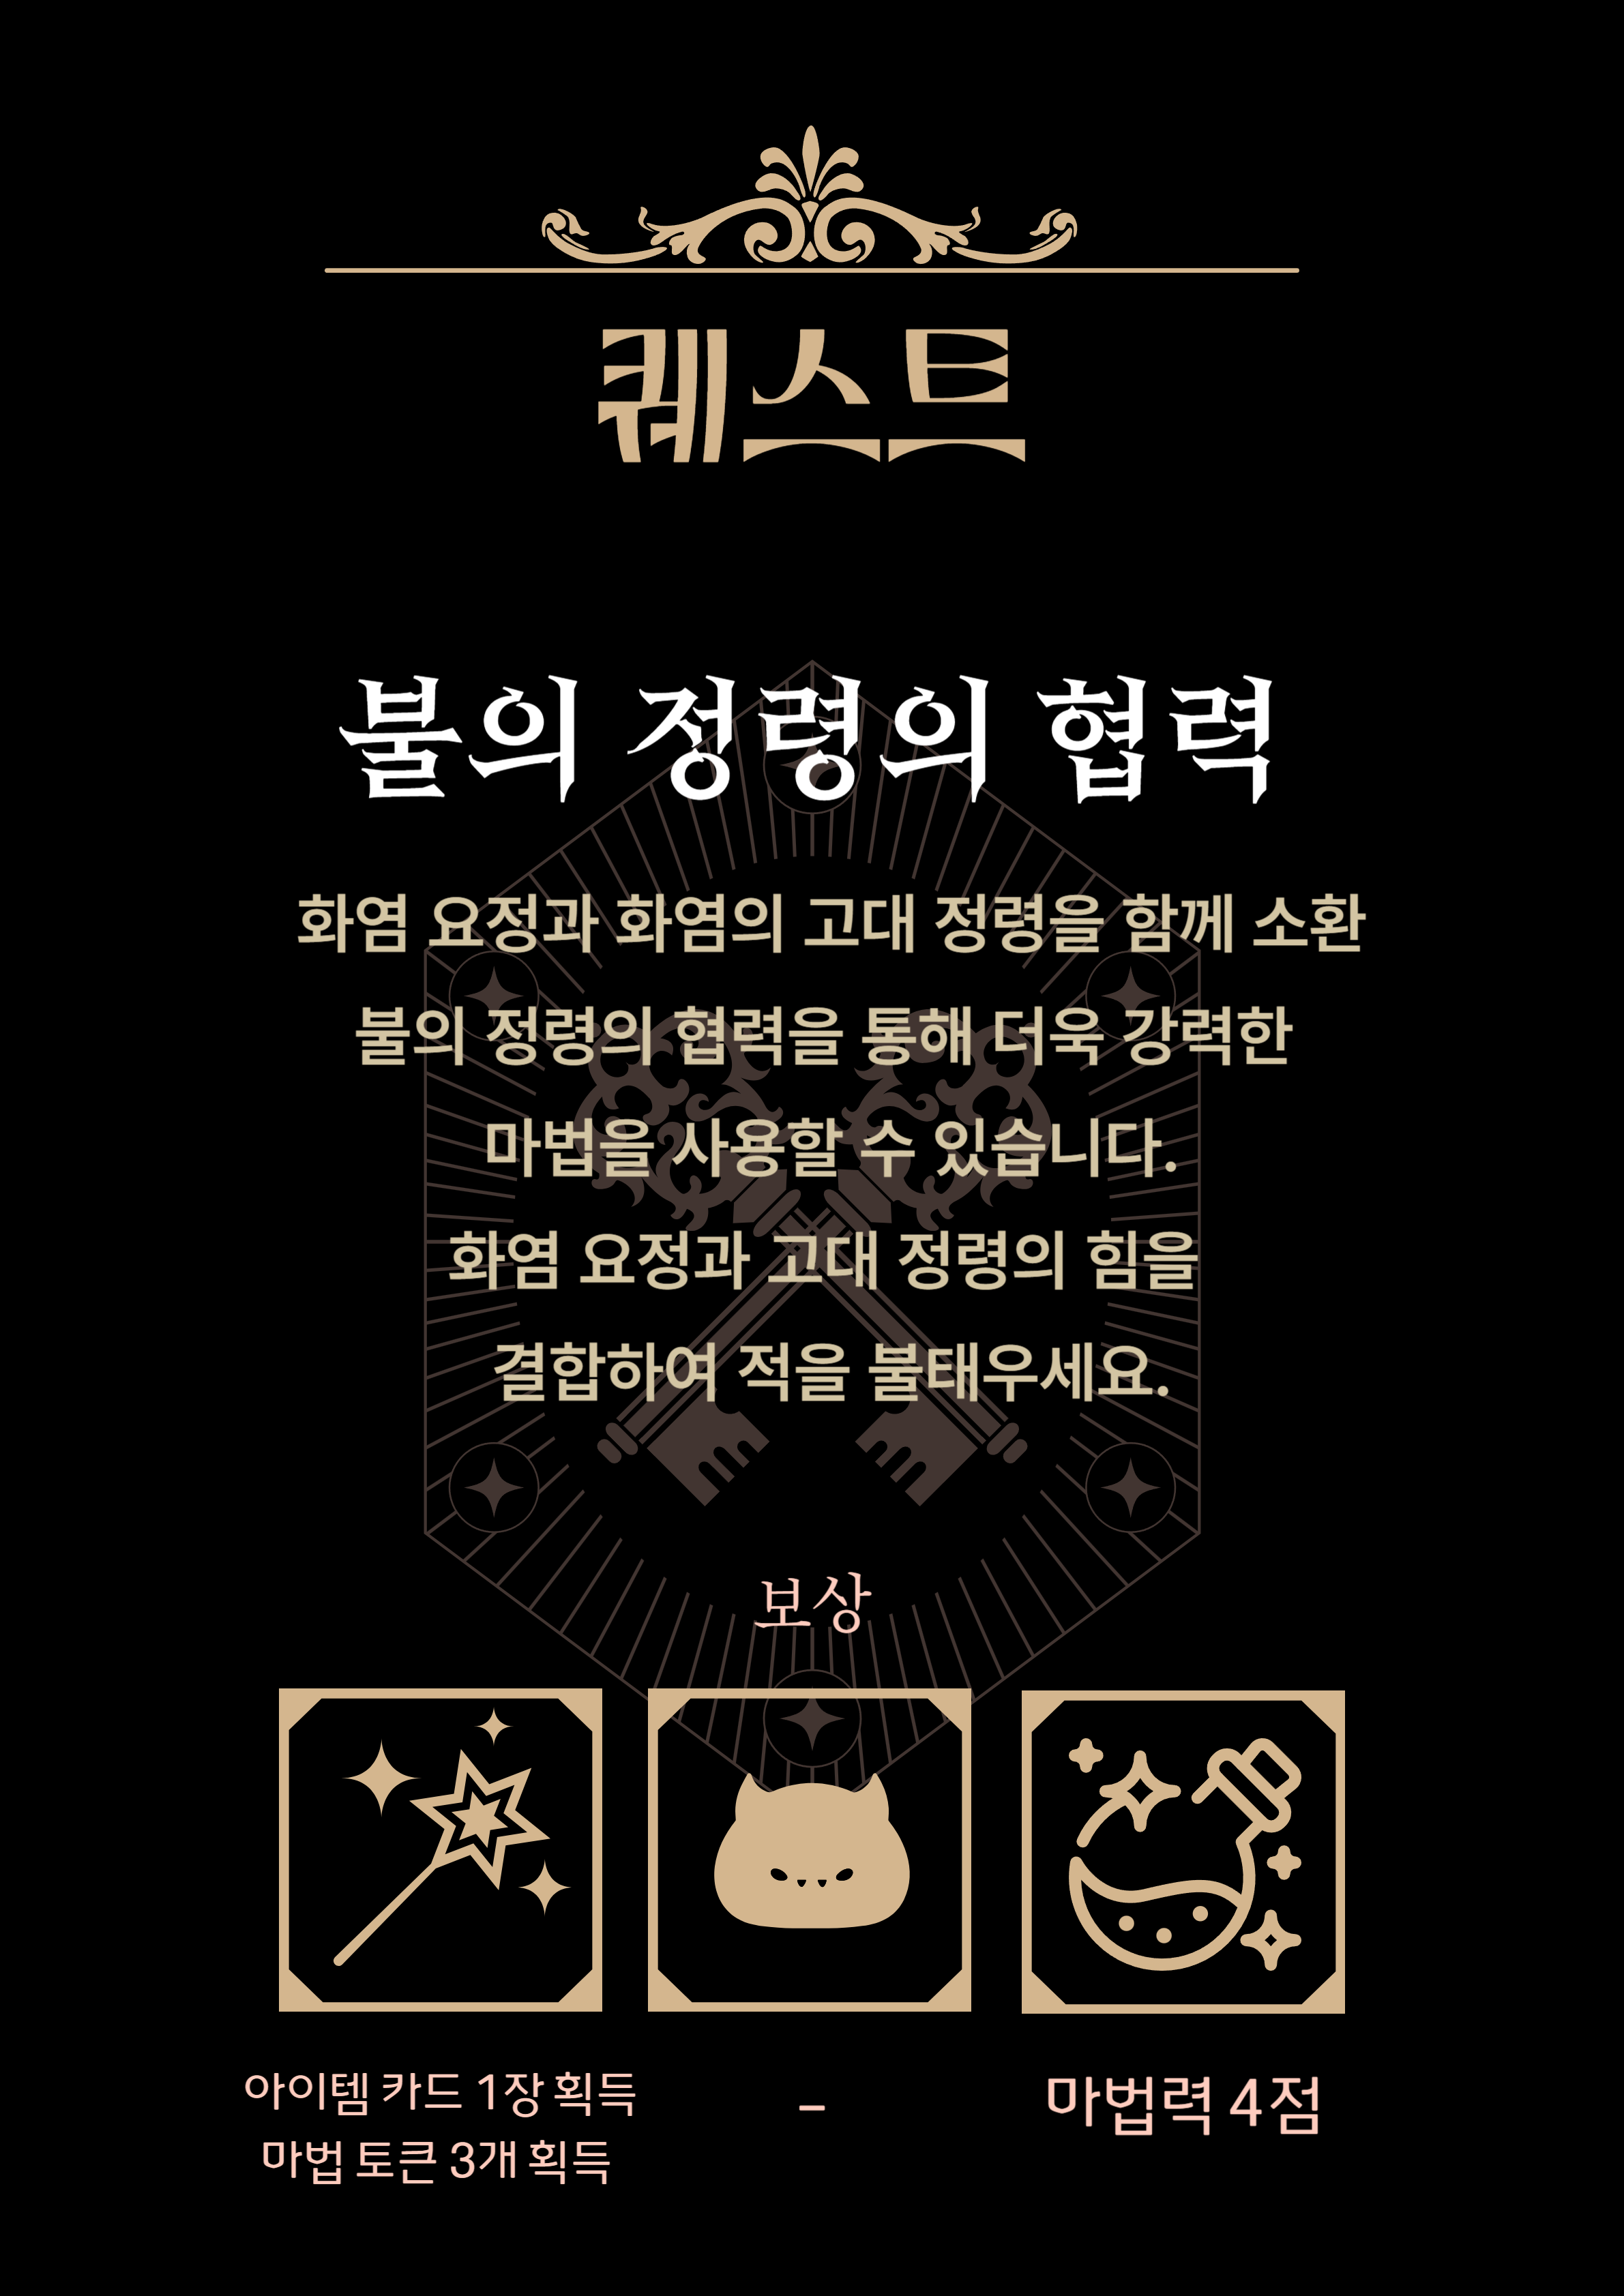 퀘스트
불의 정령의 협력
화염 요정과 화염의 고대 정령을 함께 소환
불의 정령의 협력을 통해 더욱 강력한
마법을 사용할 수 있습니다.
화염 요정과 고대 정령의 힘을
결합하여 적을 불태우세요.
보상
아이템 카드 1장 획득
마법 토큰 3개 획득
-
마법력 4점